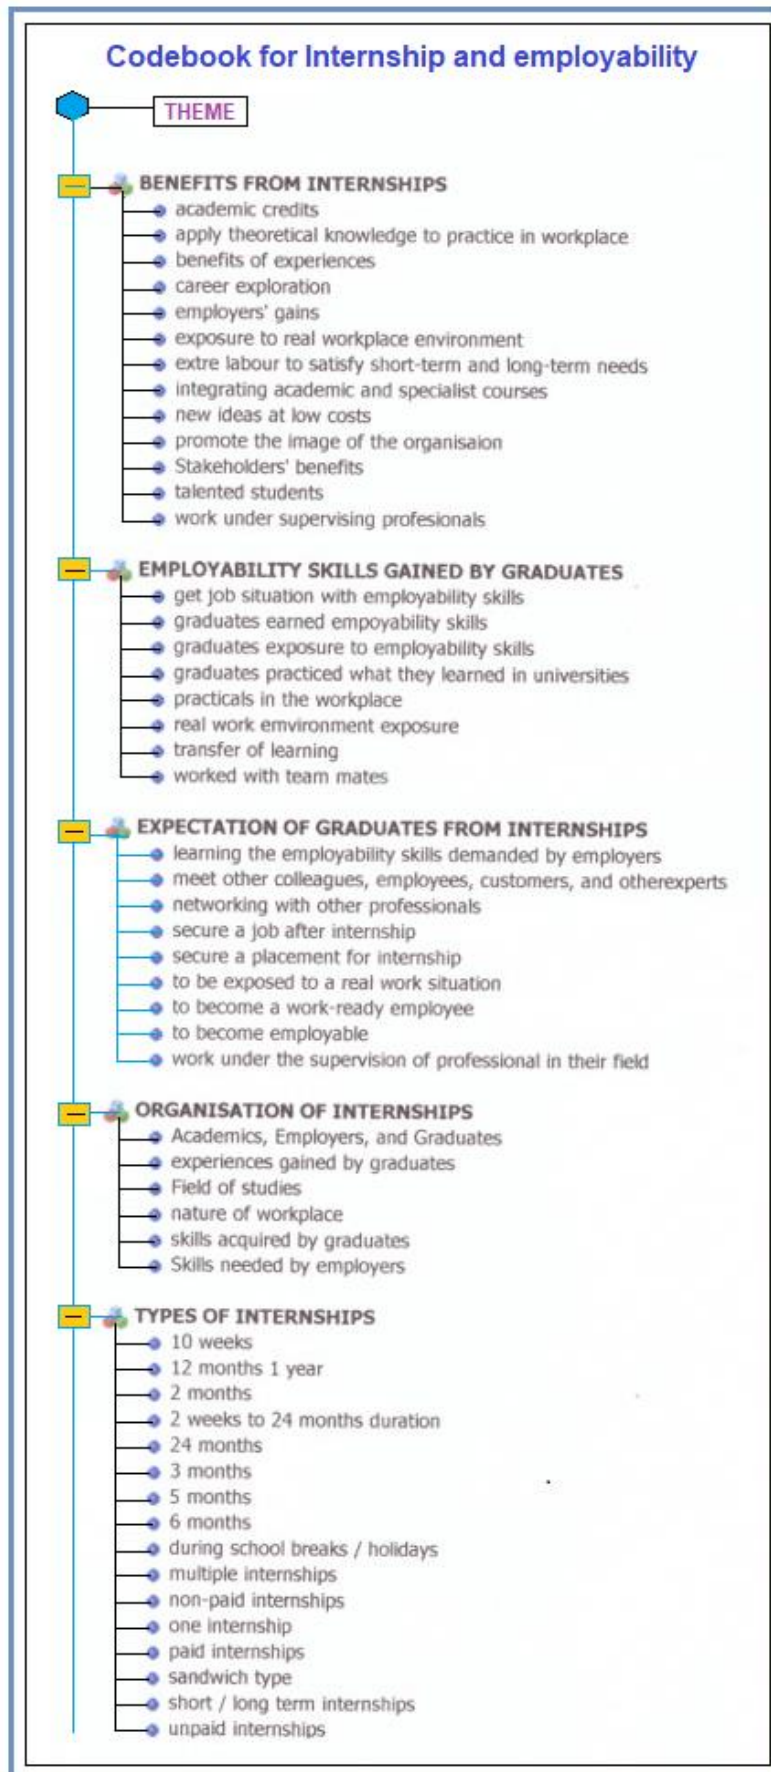 Codebook for Internship and employability
THEME
BENEFITS FROM INTERNSHIPS
academic credits
apply theoretical knowledge to practice in workplace
benefits of experiences
career exploration
employers' gains
exposure to real workplace environment
extre labour to satisfy short-term and long-term needs
integrating academic and specialist courses
new ideas at low costs
promote the image of the organisaion
Stakeholders' benefits
talented students
work under supervising profesionals
EMPLOYABILITY SKILLS GAINED BY GRADUATES
get job situation with employability skills
graduates earned empoyability skills
graduates exposure to employability skills
graduates practiced what they learned in universities
practicals in the workplace
real work emvironment exposure
transfer of learning
worked with team mates
EXPECTATION OF GRADUATES FROM INTERNSHIPS
learning the employability skills demanded by employers
meet other colleagues, employees, customers, and otherexperts
networking with other professionals
secure a job after internship
secure a placement for internship
to be exposed to a real work situation
to become a work-ready employee
to become employable
work under the supervision of professional in their field
ORGANISATION OF INTERNSHIPS
Academics, Employers, and Graduates
experiences gained by graduates
Field of studies
nature of workplace
skills acquired by graduates
Skills needed by employers
TYPES OF INTERNSHIPS
10 weeks
12 months 1 year
2 months
2 weeks to 24 months duration
24 months
3 months
5 months
6 months
during school breaks / holidays
multiple internships
non-paid internships
one internship
paid internships
sandwich type
short / long term internships
unpaid internships